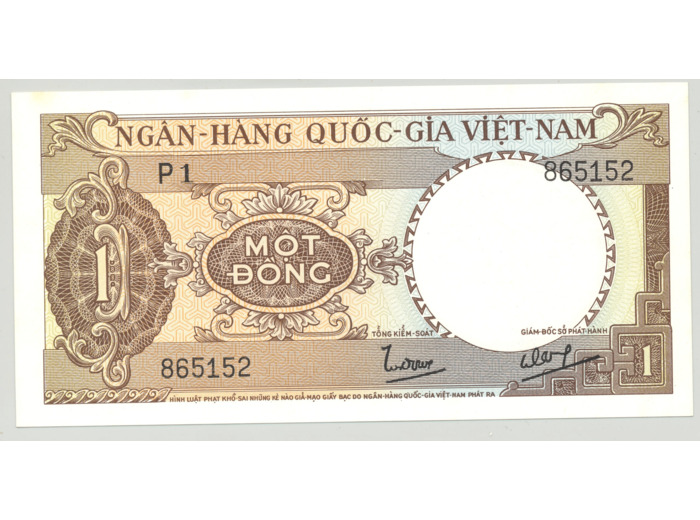 NGÂN-HÀNG QUỐC-GIA VIỆT-NAM
P1 865152
1 MỘT
ĐỒNG
TỔNG KIỂM-SOÁT GIÁM-ĐỐC SỞ PHÁT-HÀNH
865152 1
HÌNH LUẬT PHẠT KHỔ-SAI NHỮNG KẺ NÀO GIẢ-MẠO GIẤY BẠC DO NGÂN-HÀNG QUỐC-GIA VIỆT-NAM PHÁT RA